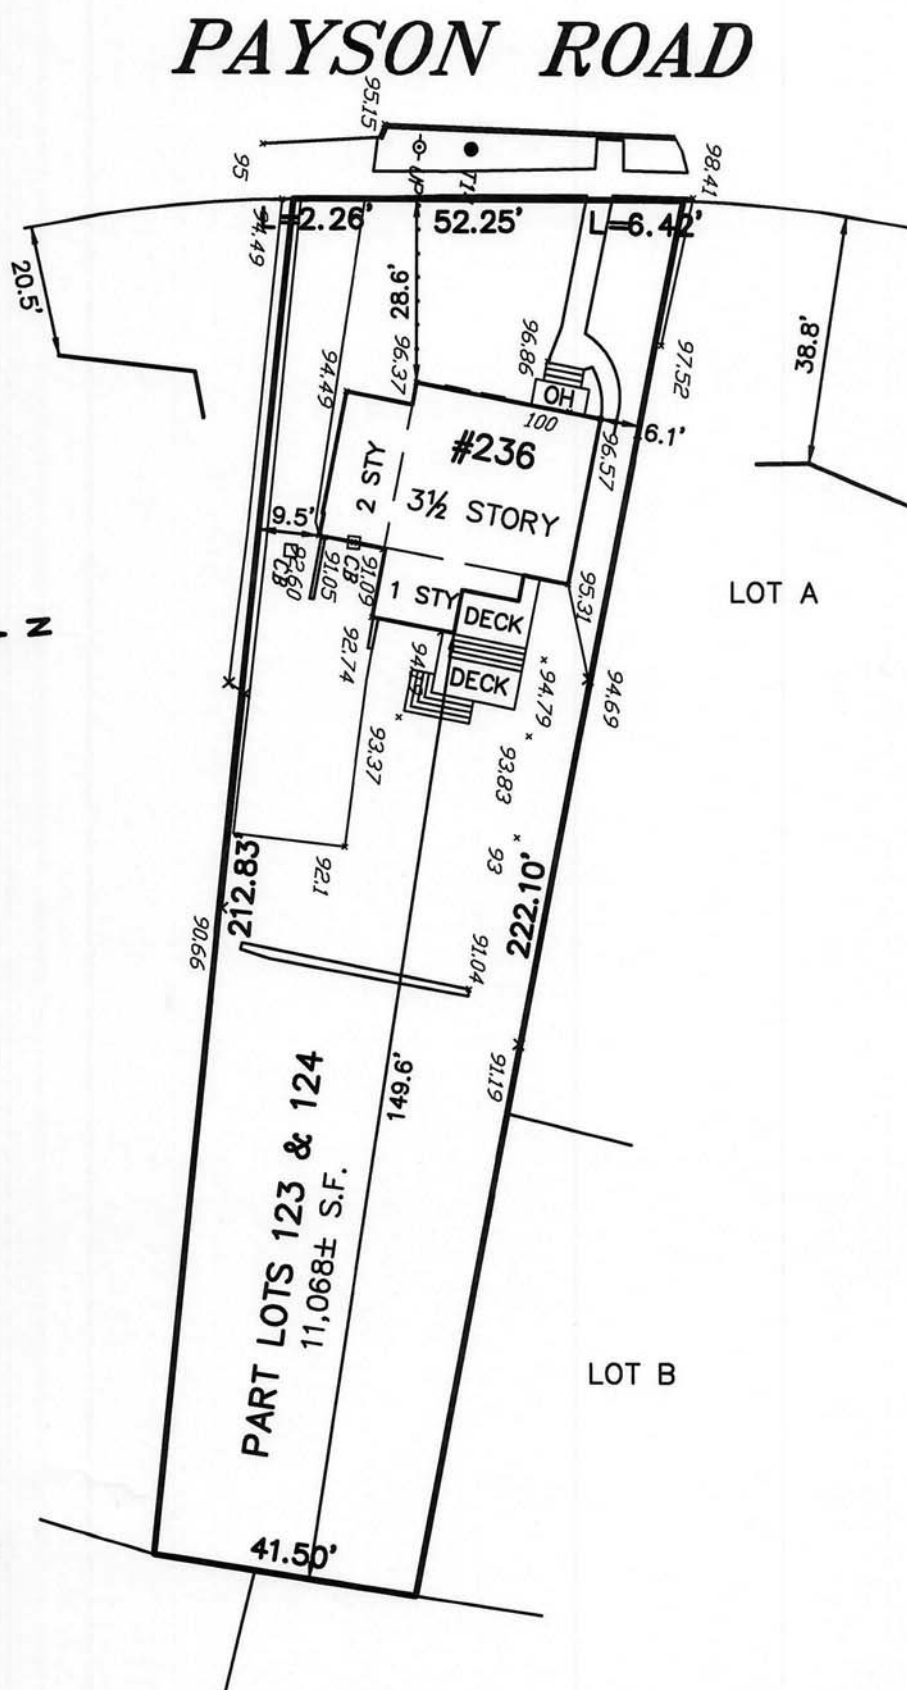 PAYSON ROAD
95.15
95
98.41
UP
L=2.26'
52.25'
L=6.42'
94.49
20.5'
28.6'
38.8'
96.86
97.52
94.49
96.37
OH
100
6.1'
96.57
#236
2 STY
3½ STORY
9.5'
CB
92.60
91.05
CB
91.09
95.31
1 STY
DECK
LOT A
N
92.74
DECK
94.79
94.69
93.37
93.83
93
92.1
212.83'
222.10'
90.66
91.04
149.6'
91.19
PART LOTS 123 & 124
11,068± S.F.
LOT B
41.50'